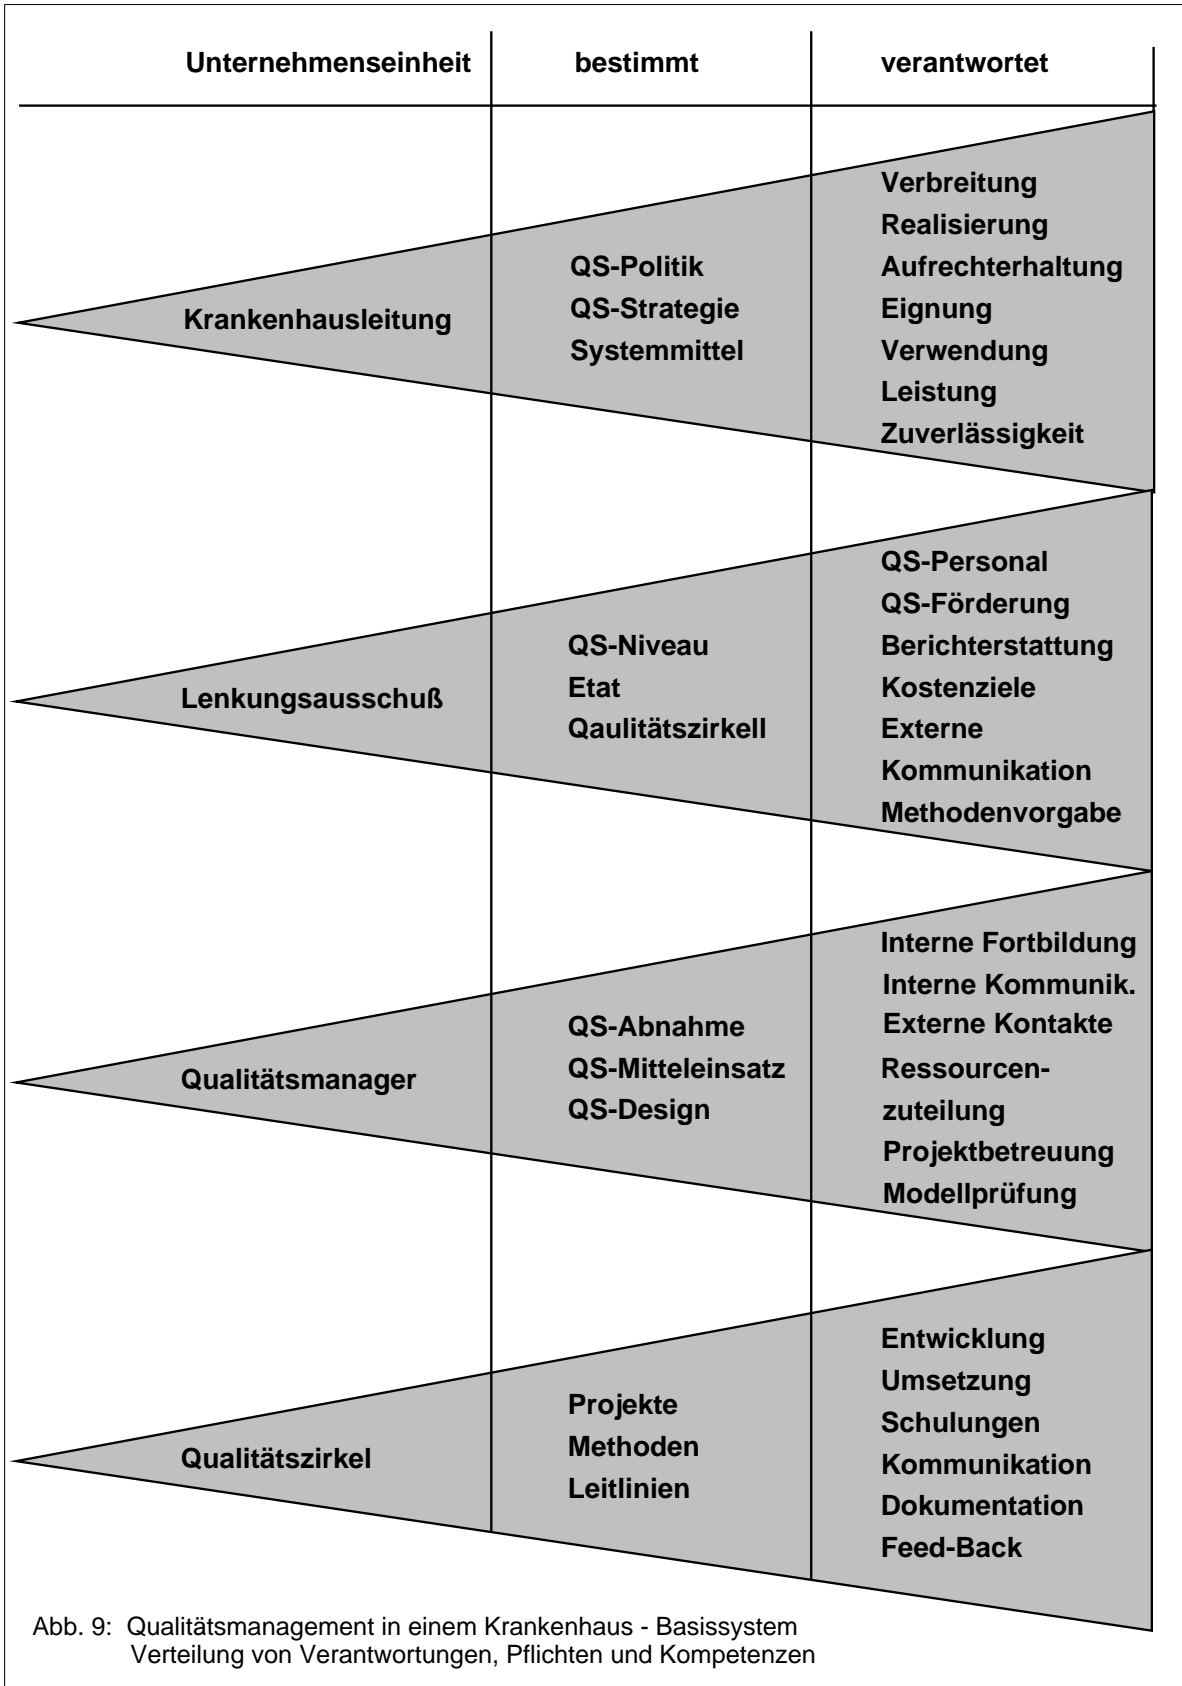 Unternehmenseinheit bestimmt verantwortet
Krankenhausleitung
QS-Politik
QS-Strategie
Systemmittel
Verbreitung
Realisierung
Aufrechterhaltung
Eignung
Verwendung
Leistung
Zuverlässigkeit
Lenkungsausschuß
QS-Niveau
Etat
Qaulitätszirkell
QS-Personal
QS-Förderung
Berichterstattung
Kostenziele
Externe
Kommunikation
Methodenvorgabe
Qualitätsmanager
QS-Abnahme
QS-Mitteleinsatz
QS-Design
Interne Fortbildung
Interne Kommunik.
Externe Kontakte
Ressourcen-
zuteilung
Projektbetreuung
Modellprüfung
Qualitätszirkel
Projekte
Methoden
Leitlinien
Entwicklung
Umsetzung
Schulungen
Kommunikation
Dokumentation
Feed-Back
Abb. 9: Qualitätsmanagement in einem Krankenhaus - Basissystem
Verteilung von Verantwortungen, Pflichten und Kompetenzen